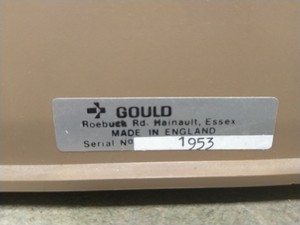 GOULD
Roebuck Rd. Hainault, Essex.
MADE IN ENGLAND
Serial Nº 1953